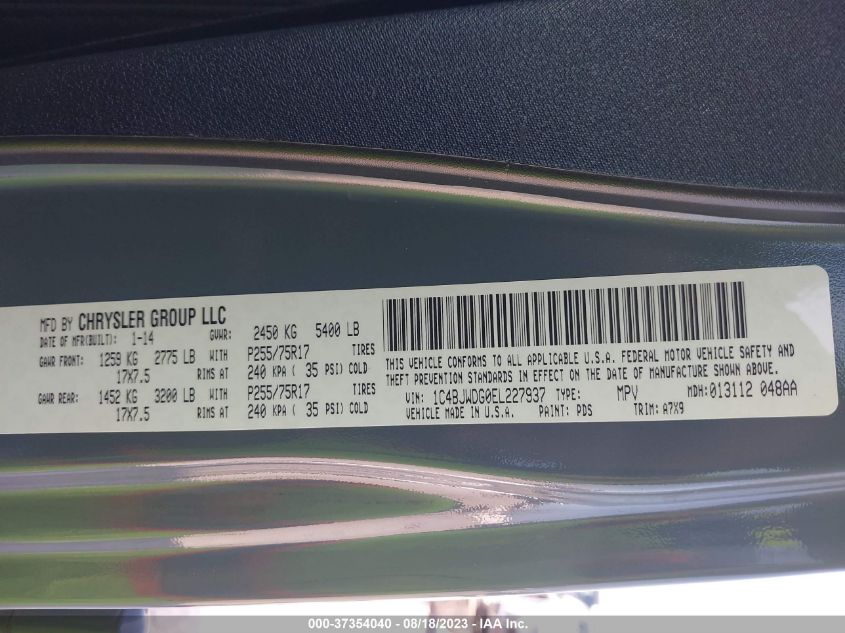 MFD BY CHRYSLER GROUP LLC
DATE OF MFR(BUILT): 1-14 GVWR: 2450 KG 5400 LB
GAWR FRONT: 1259 KG 2775 LB WITH P255/75R17 TIRES
17X7.5 RIMS AT 240 KPA ( 35 PSI) COLD
GAWR REAR: 1452 KG 3200 LB WITH P255/75R17 TIRES
17X7.5 RIMS AT 240 KPA ( 35 PSI) COLD
THIS VEHICLE CONFORMS TO ALL APPLICABLE U.S.A. FEDERAL MOTOR VEHICLE SAFETY AND
THEFT PREVENTION STANDARDS IN EFFECT ON THE DATE OF MANUFACTURE SHOWN ABOVE.
VIN: 1C4BJWDG0EL227937 TYPE: MPV MDH: 013112 048AA
VEHICLE MADE IN U.S.A. PAINT: PDS TRIM: A7X9
000-37354040 - 08/18/2023 - IAA Inc.